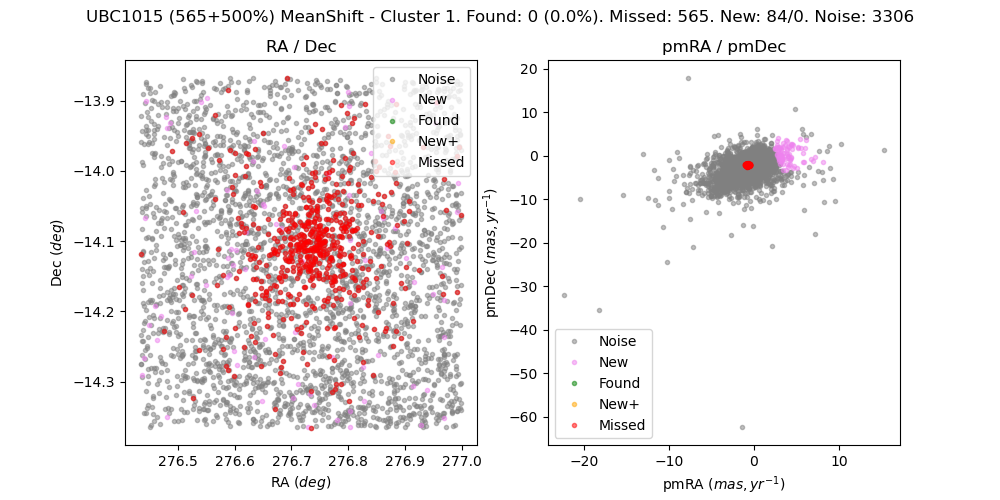 UBC1015 (565+500%) MeanShift - Cluster 1. Found: 0 (0.0%). Missed: 565. New: 84/0. Noise: 3306
RA / Dec
−13.9
−14.0
−14.1
−14.2
−14.3
Dec (deg)
276.5 276.6 276.7 276.8 276.9 277.0
RA (deg)
Noise
New
Found
New+
Missed
pmRA / pmDec
20
10
0
−10
−20
−30
−40
−50
−60
pmDec (mas, yr⁻¹)
−20 −10 0 10
pmRA (mas, yr⁻¹)
Noise
New
Found
New+
Missed